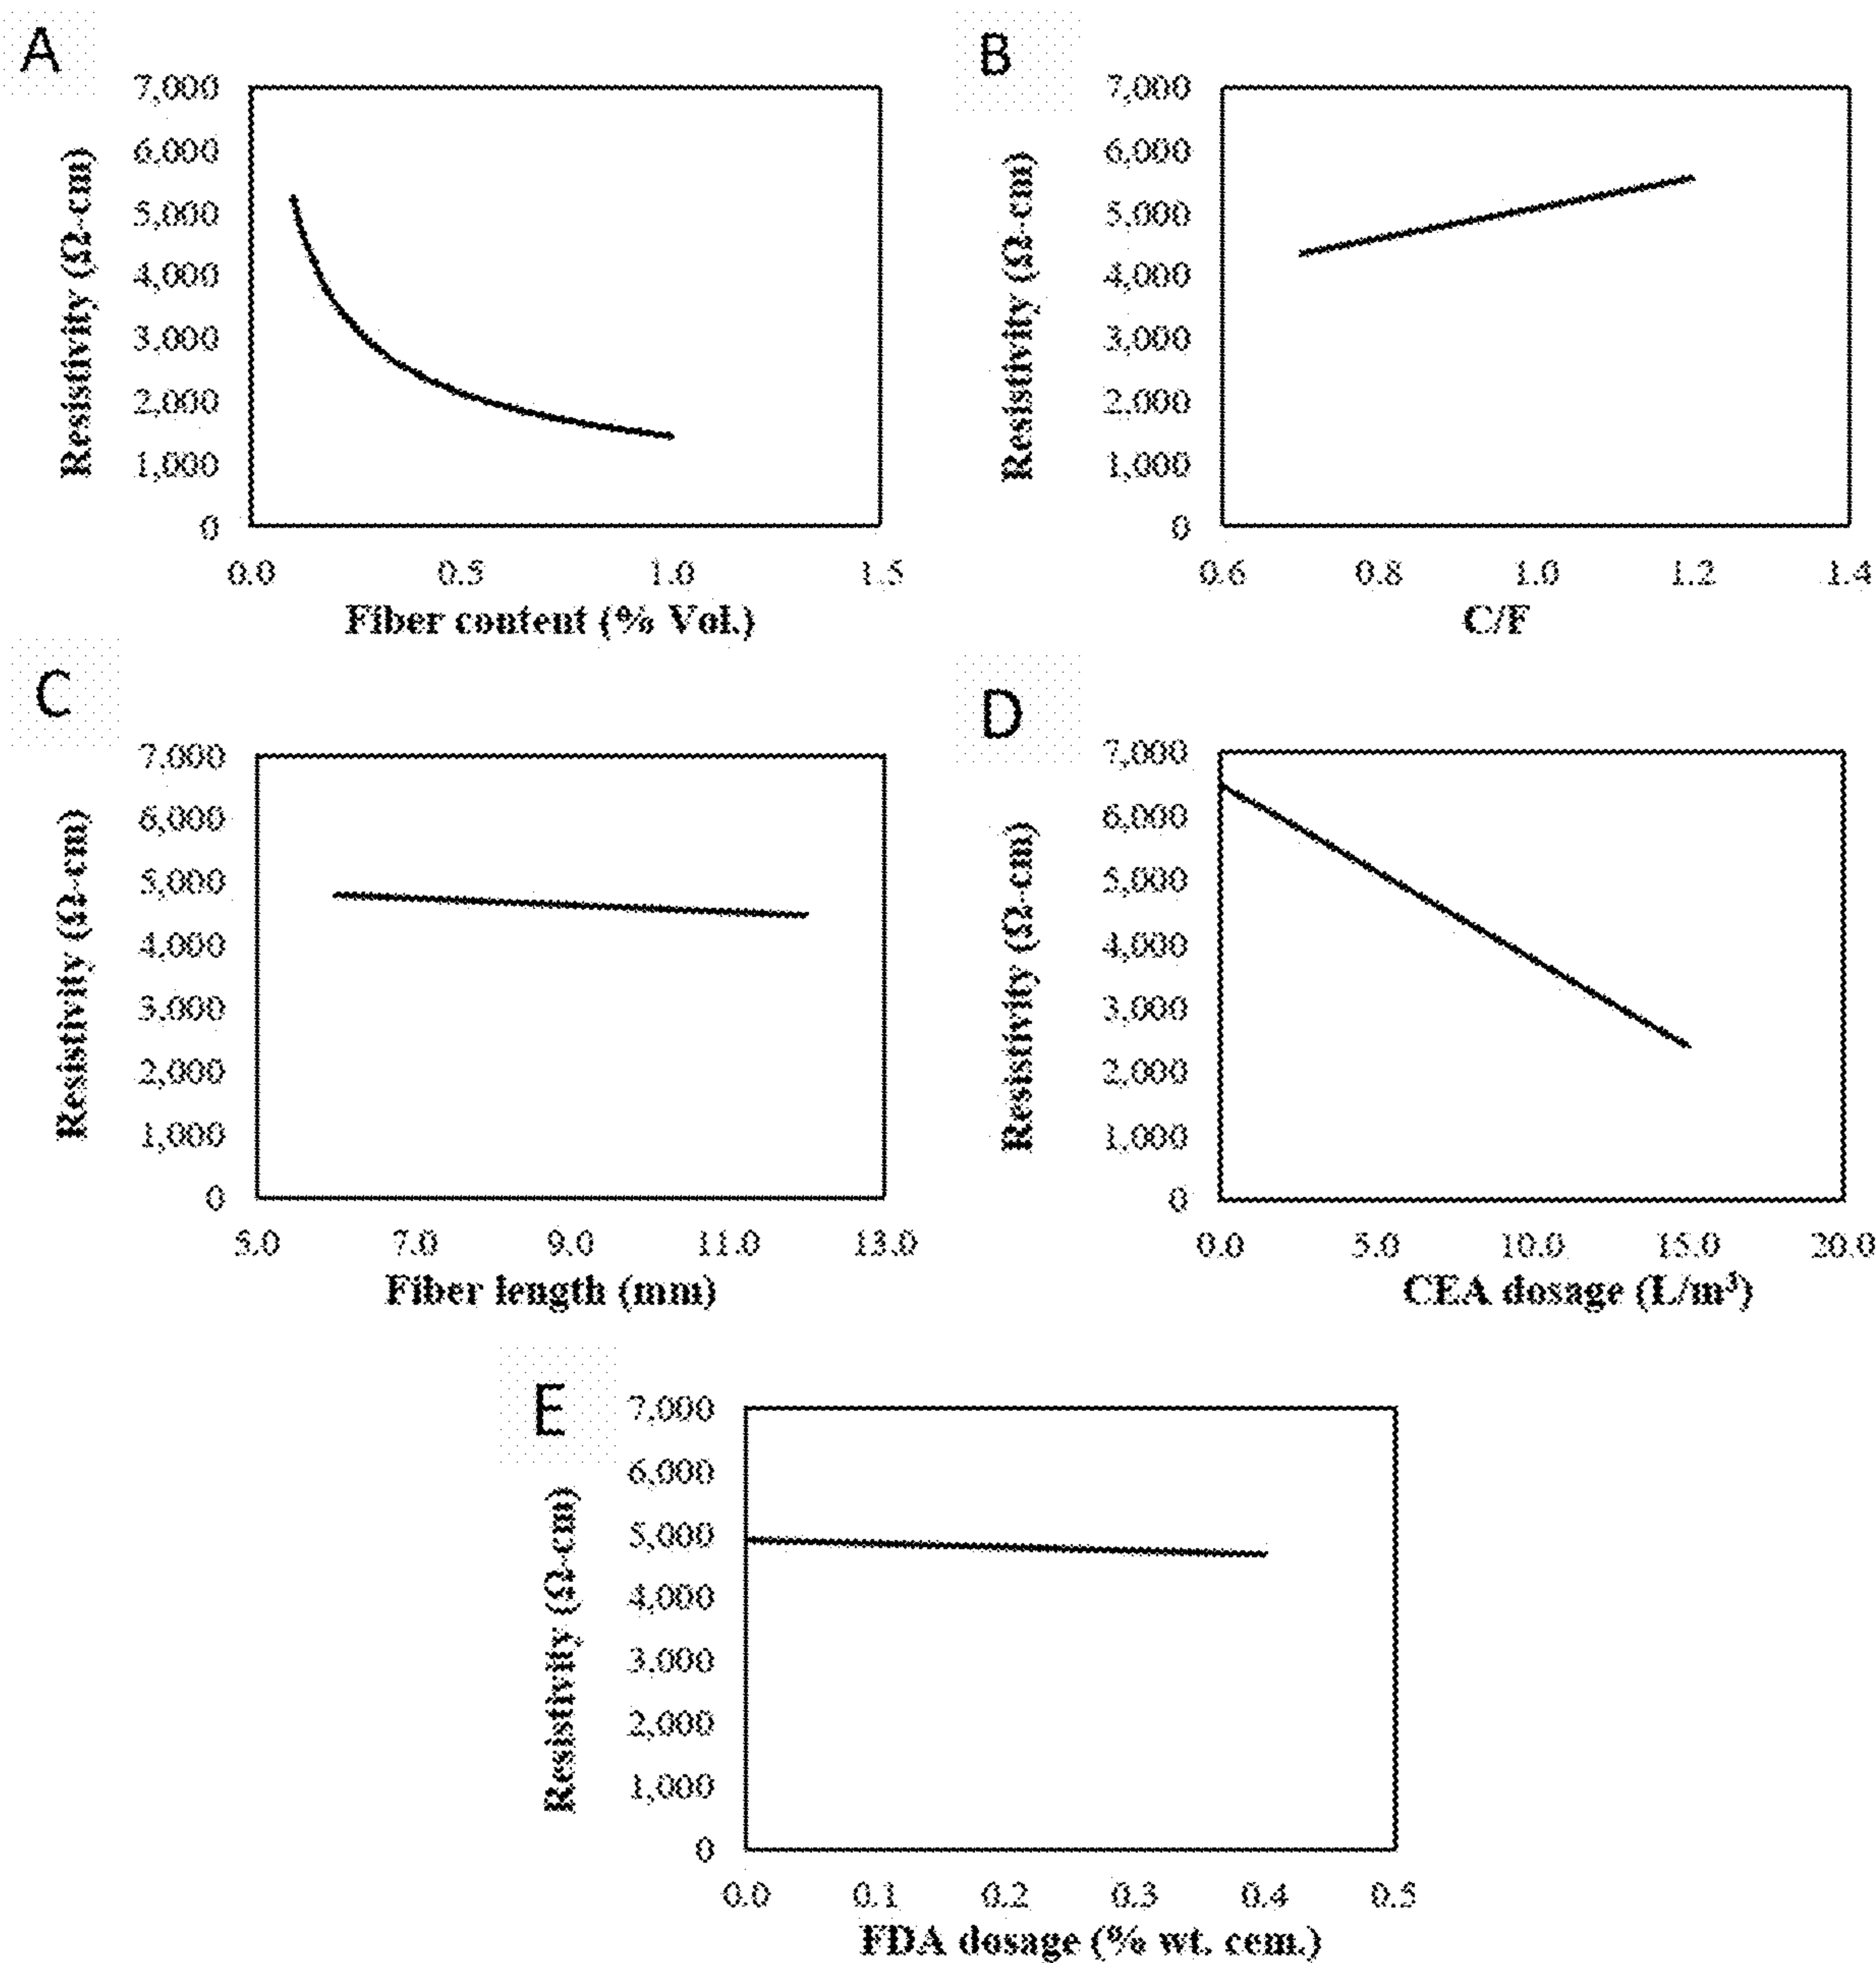 A
7,000
6,000
5,000
4,000
3,000
2,000
1,000
0
Resistivity (Ω-cm)
0.0 0.5 1.0 1.5
Fiber content (% Vol.)
B
7,000
6,000
5,000
4,000
3,000
2,000
1,000
0
Resistivity (Ω-cm)
0.6 0.8 1.0 1.2 1.4
C/F
C
7,000
6,000
5,000
4,000
3,000
2,000
1,000
0
Resistivity (Ω-cm)
5.0 7.0 9.0 11.0 13.0
Fiber length (mm)
D
7,000
6,000
5,000
4,000
3,000
2,000
1,000
0
Resistivity (Ω-cm)
0.0 5.0 10.0 15.0 20.0
CEA dosage (L/m³)
E
7,000
6,000
5,000
4,000
3,000
2,000
1,000
0
Resistivity (Ω-cm)
0.0 0.1 0.2 0.3 0.4 0.5
FDA dosage (% wt. cem.)